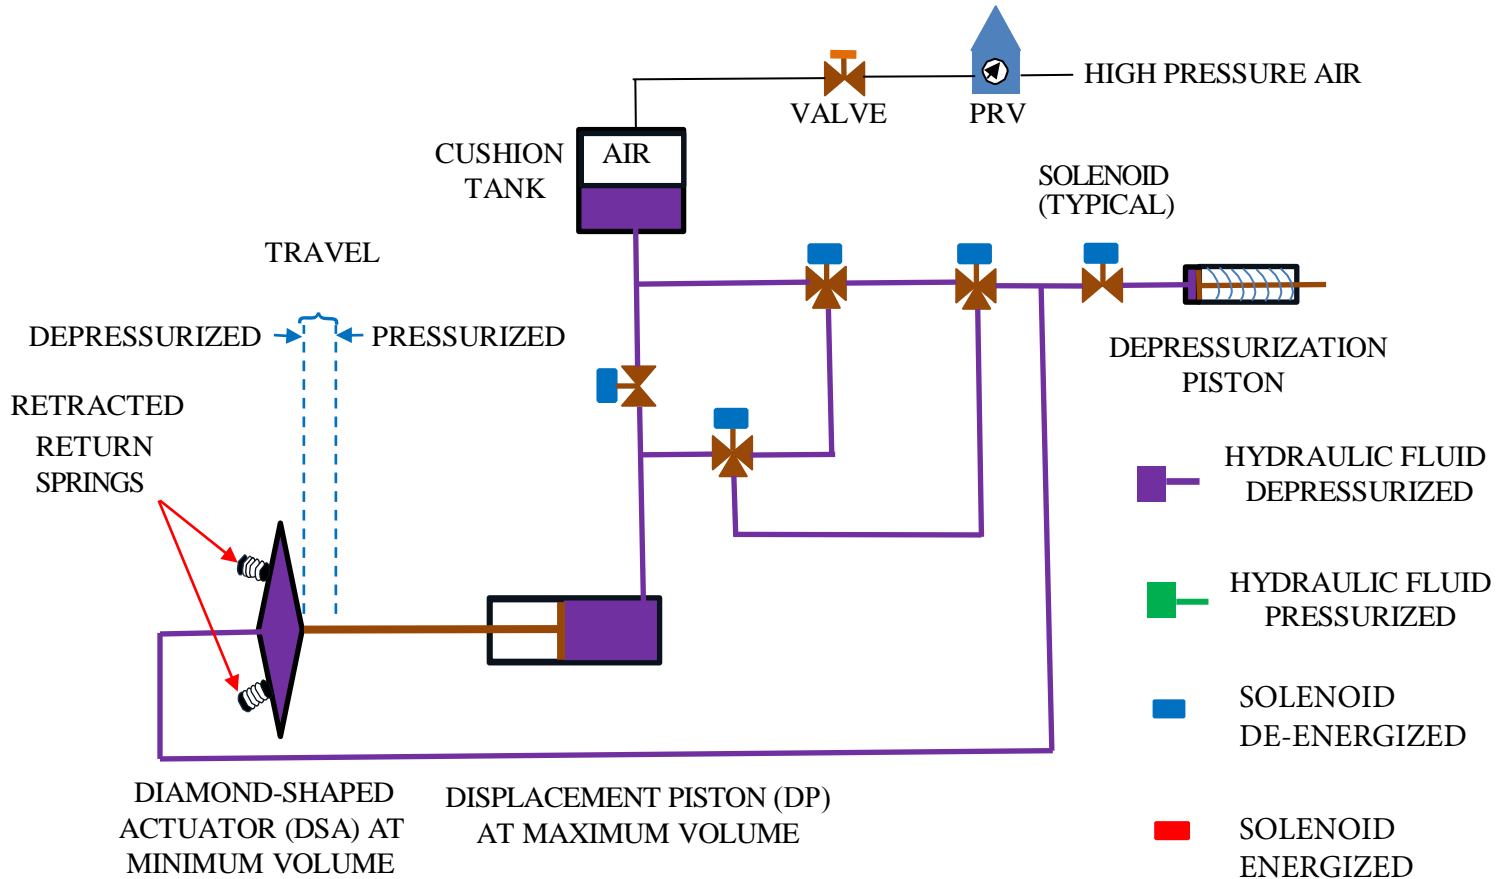 HIGH PRESSURE AIR
VALVE
PRV
CUSHION
TANK
AIR
SOLENOID
(TYPICAL)
TRAVEL
DEPRESSURIZED
PRESSURIZED
DEPRESSURIZATION
PISTON
RETRACTED
RETURN
SPRINGS
HYDRAULIC FLUID
DEPRESSURIZED
HYDRAULIC FLUID
PRESSURIZED
SOLENOID
DE-ENERGIZED
DIAMOND-SHAPED
ACTUATOR (DSA) AT
MINIMUM VOLUME
DISPLACEMENT PISTON (DP)
AT MAXIMUM VOLUME
SOLENOID
ENERGIZED